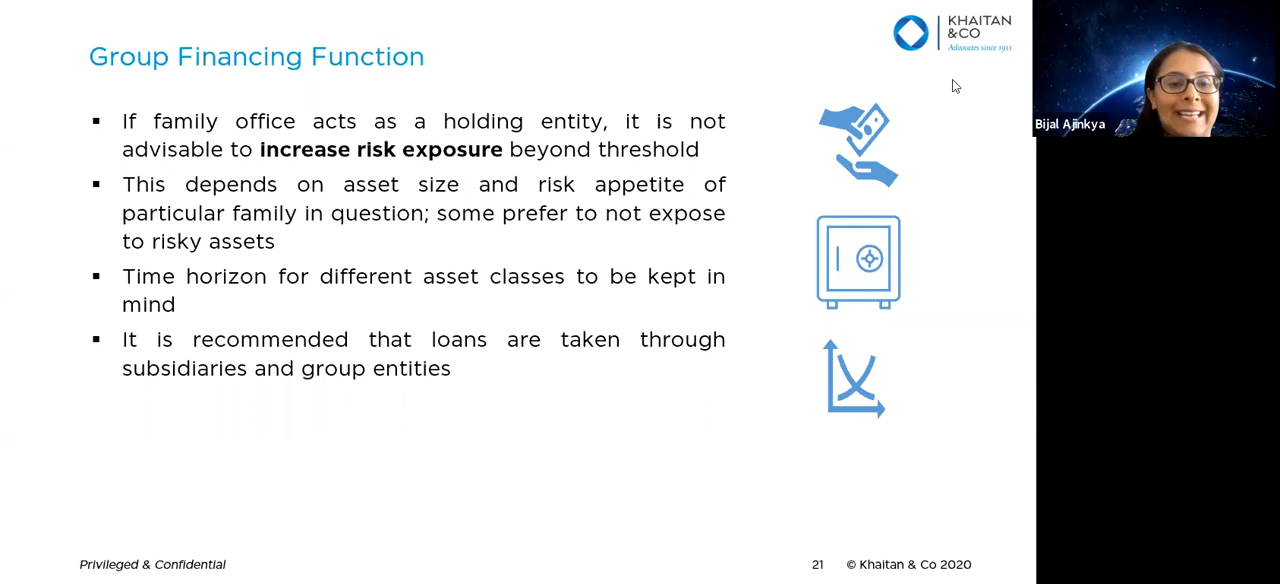 KHAITAN
&CO
Advocates since 1911
Group Financing Function
▪ If family office acts as a holding entity, it is not
advisable to increase risk exposure beyond threshold
▪ This depends on asset size and risk appetite of
particular family in question; some prefer to not expose
to risky assets
▪ Time horizon for different asset classes to be kept in
mind
▪ It is recommended that loans are taken through
subsidiaries and group entities
Bijal Ajinkya
Privileged & Confidential
21 © Khaitan & Co 2020